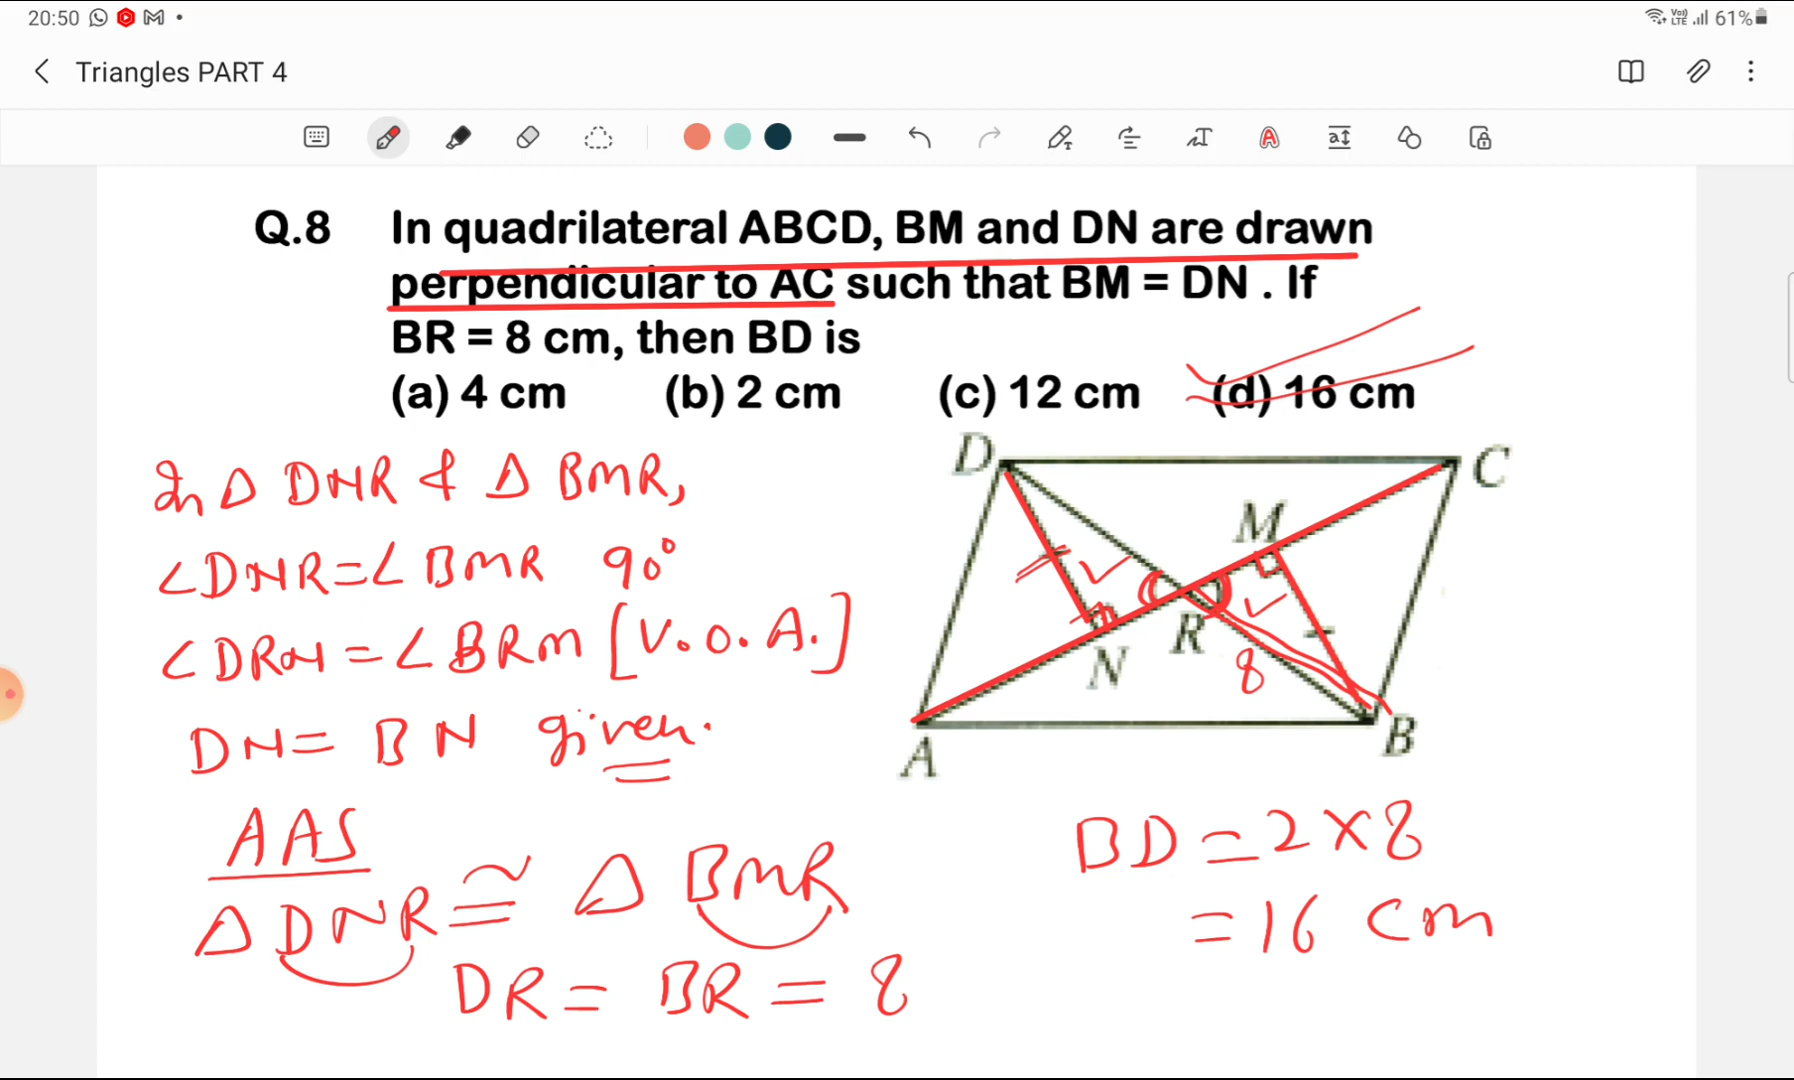 20:50
61%
Triangles PART 4
Q.8 In quadrilateral ABCD, BM and DN are drawn
perpendicular to AC such that BM = DN . If
BR = 8 cm, then BD is
(a) 4 cm (b) 2 cm (c) 12 cm (d) 16 cm
In △ DNR & △ BMR,
∠DNR=∠BMR 90°
∠DRN=∠BRM [V.O.A.]
DN= BN given.
AAS
△DNR ≅ △ BMR
DR = BR = 8
D
C
M
R
N
8
A
B
BD=2×8
=16 cm